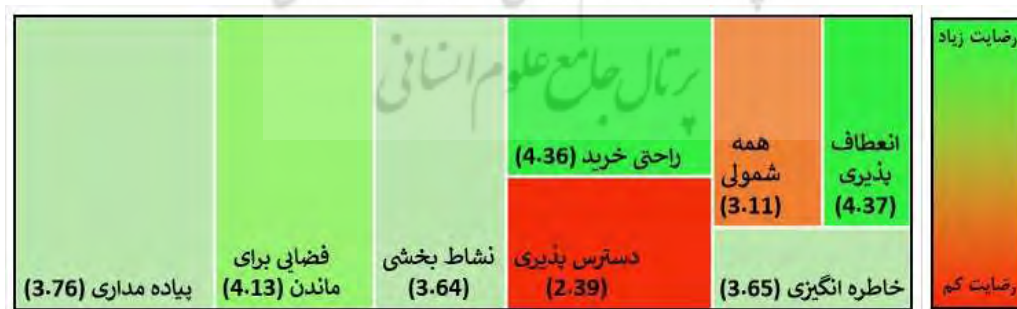 رضایت زیاد
رضایت کم
انعطاف
پذیری
(4.37)
همه
شمولی
(3.11)
خاطره انگیزی (3.65)
راحتی خرید (4.36)
دسترس پذیری
(2.39)
نشاط بخشی
(3.64)
فضایی برای
ماندن (4.13)
پیاده مداری (3.76)
پرتال جامع علوم انسانی